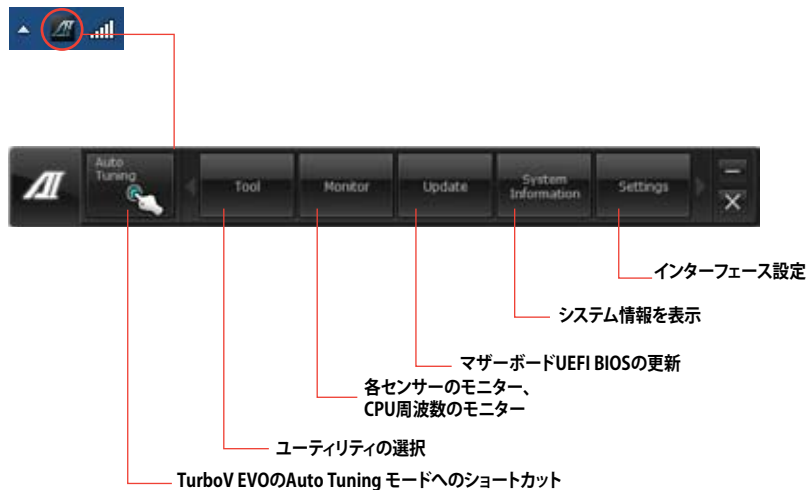 Auto
Tuning
Tool
Monitor
Update
System
Information
Settings
インターフェース設定
システム情報を表示
マザーボードUEFI BIOSの更新
各センサーのモニター、
CPU周波数のモニター
ユーティリティの選択
TurboV EVOのAuto Tuning モードへのショートカット